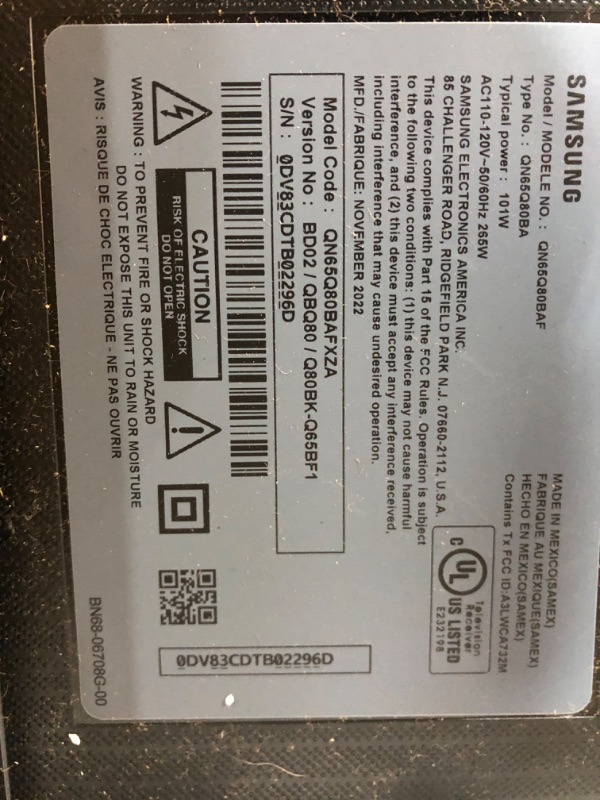 SAMSUNG
Model / MODELE NO. : QN65Q80BAF
Type No. : QN65Q80BA
Typical power : 101W
AC110-120V~50/60Hz 265W
SAMSUNG ELECTRONICS AMERICA INC.
85 CHALLENGER ROAD, RIDGEFIELD PARK N.J. 07660-2112, U.S.A.
This device complies with Part 15 of the FCC Rules. Operation is subject
to the following two conditions: (1) this device may not cause harmful
interference, and (2) this device must accept any interference received,
including interference that may cause undesired operation.
MFD./FABRIQUE: NOVEMBER 2022
MADE IN MEXICO(SAMEX)
FABRIQUE AU MEXIQUE(SAMEX)
HECHO EN MEXICO(SAMEX)
Contains Tx FCC ID:A3LWCA732M
C UL US LISTED
Television
Receiver
E232198
Model Code : QN65Q80BAFXZA
Version No : BD02 / QBQ80 / Q80BK-Q65BF1
S/N : 0DV83CDTB02296D
0DV83CDTB02296D
CAUTION
RISK OF ELECTRIC SHOCK
DO NOT OPEN
WARNING : TO PREVENT FIRE OR SHOCK HAZARD
DO NOT EXPOSE THIS UNIT TO RAIN OR MOISTURE
AVIS : RISQUE DE CHOC ELECTRIQUE - NE PAS OUVRIR
BN68-06708G-00